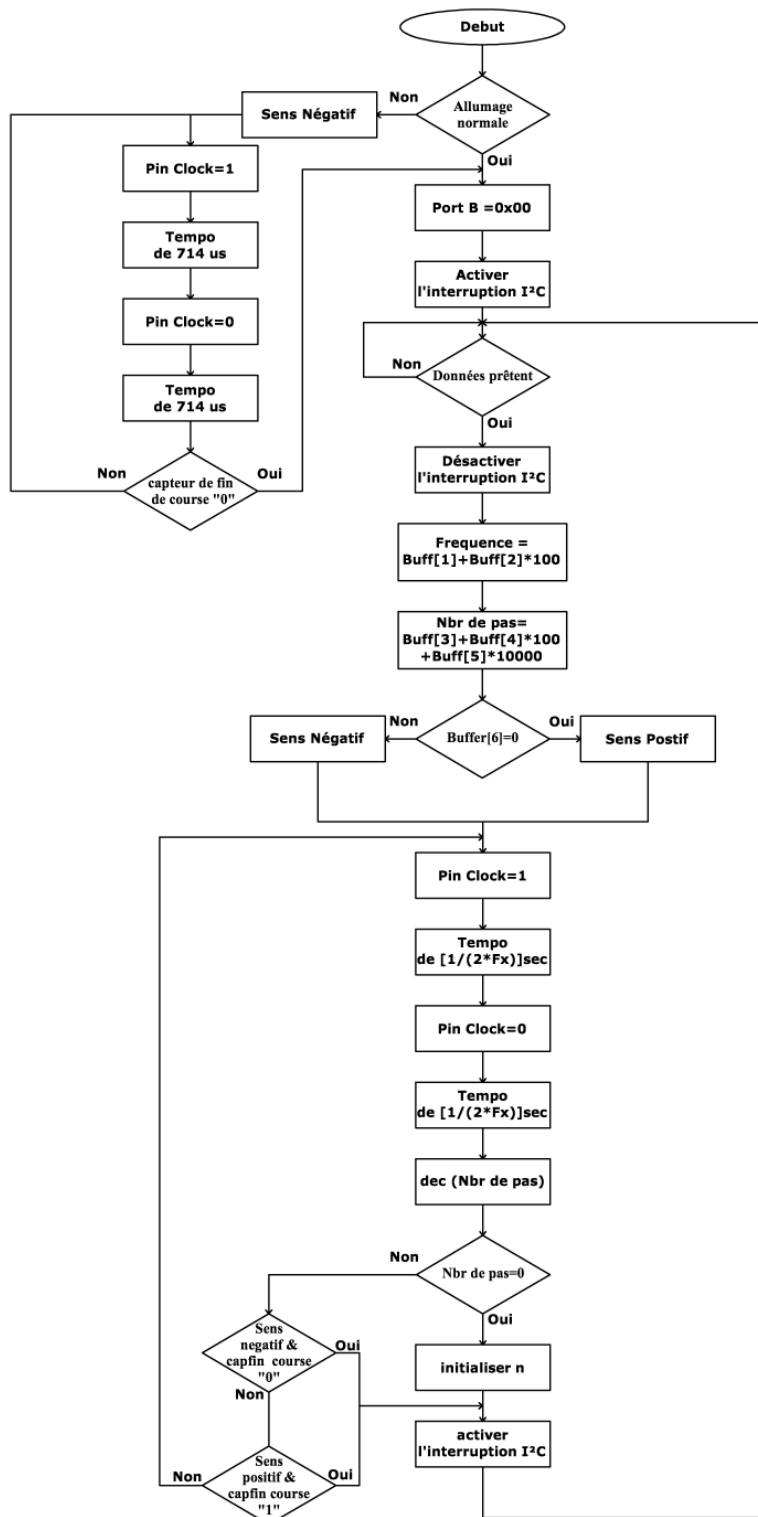 Debut
Allumage
normale
Non
Oui
Sens Négatif
Pin Clock=1
Tempo
de 714 us
Pin Clock=0
Tempo
de 714 us
capteur de fin
de course "0"
Non
Oui
Port B =0x00
Activer
l'interruption I²C
Données prêtent
Non
Oui
Désactiver
l'interruption I²C
Frequence =
Buff[1]+Buff[2]*100
Nbr de pas=
Buff[3]+Buff[4]*100
+Buff[5]*10000
Buffer[6]=0
Non
Oui
Sens Négatif
Sens Postif
Pin Clock=1
Tempo
de [1/(2*Fx)]sec
Pin Clock=0
Tempo
de [1/(2*Fx)]sec
dec (Nbr de pas)
Nbr de pas=0
Non
Oui
Sens
negatif &
capfin course
"0"
Oui
Non
initialiser n
activer
l'interruption I²C
Sens
positif &
capfin course
"1"
Non
Oui